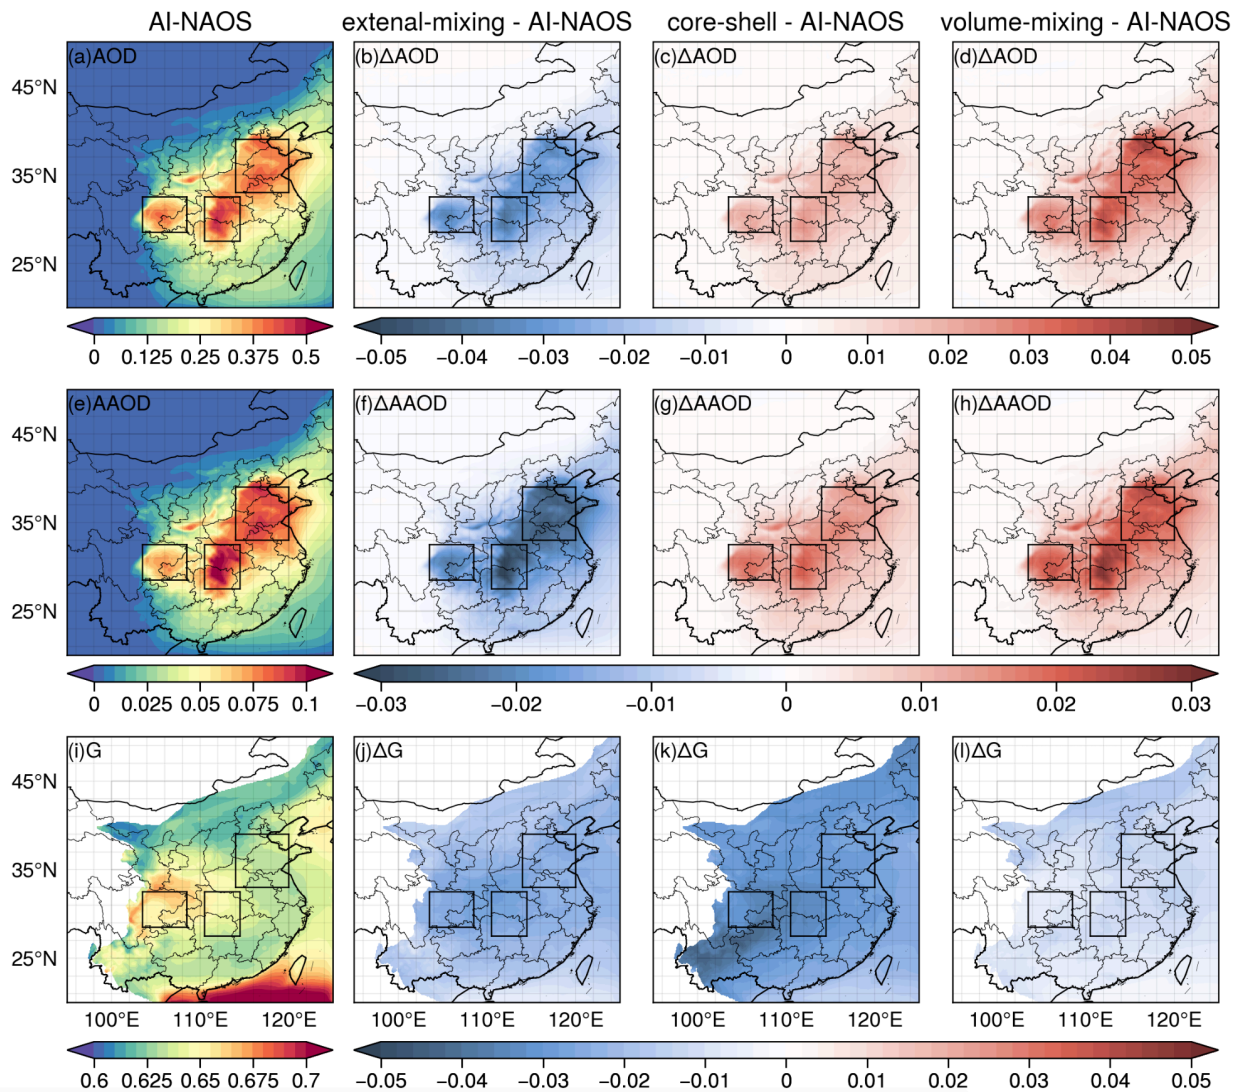 AI-NAOS extenal-mixing - AI-NAOS core-shell - AI-NAOS volume-mixing - AI-NAOS
(a)AOD (b)ΔAOD (c)ΔAOD (d)ΔAOD
45°N
35°N
25°N
0 0.125 0.25 0.375 0.5 −0.05 −0.04 −0.03 −0.02 −0.01 0 0.01 0.02 0.03 0.04 0.05
(e)AAOD (f)ΔAAOD (g)ΔAAOD (h)ΔAAOD
45°N
35°N
25°N
0 0.025 0.05 0.075 0.1 −0.03 −0.02 −0.01 0 0.01 0.02 0.03
(i)G (j)ΔG (k)ΔG (l)ΔG
45°N
35°N
25°N
100°E 110°E 120°E 100°E 110°E 120°E 100°E 110°E 120°E 100°E 110°E 120°E
0.6 0.625 0.65 0.675 0.7 −0.05 −0.04 −0.03 −0.02 −0.01 0 0.01 0.02 0.03 0.04 0.05